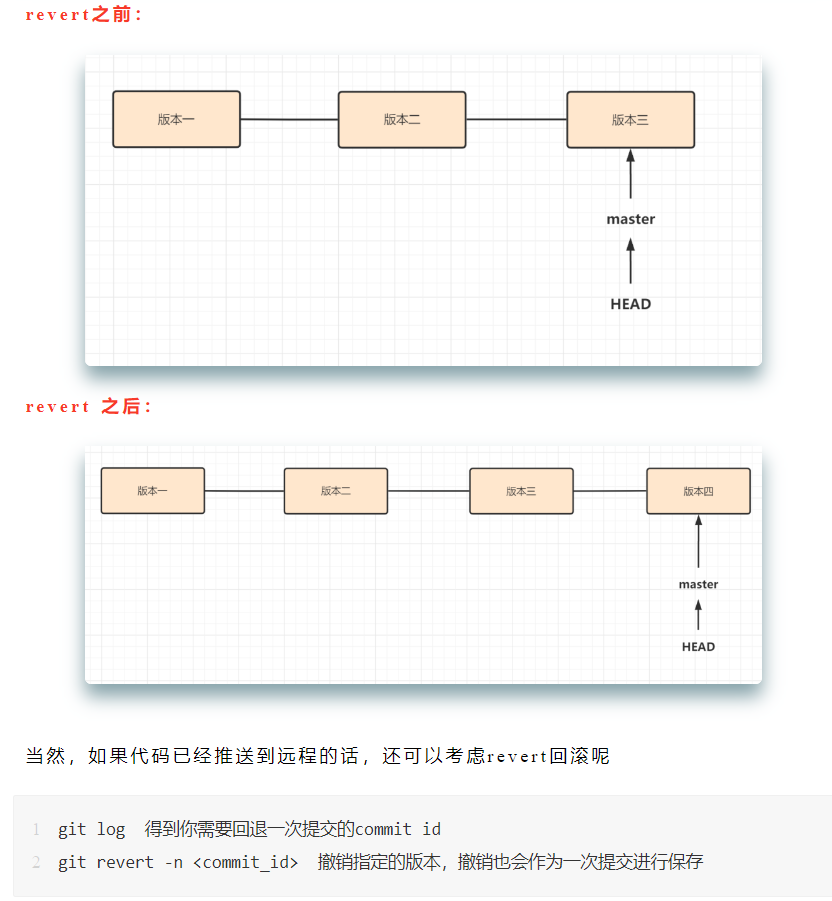 revert之前：
版本一 版本二 版本三
master
HEAD
revert 之后：
版本一 版本二 版本三 版本四
master
HEAD
当然，如果代码已经推送到远程的话，还可以考虑revert回滚呢
1 git log 得到你需要回退一次提交的commit id
2 git revert -n <commit_id> 撤销指定的版本，撤销也会作为一次提交进行保存